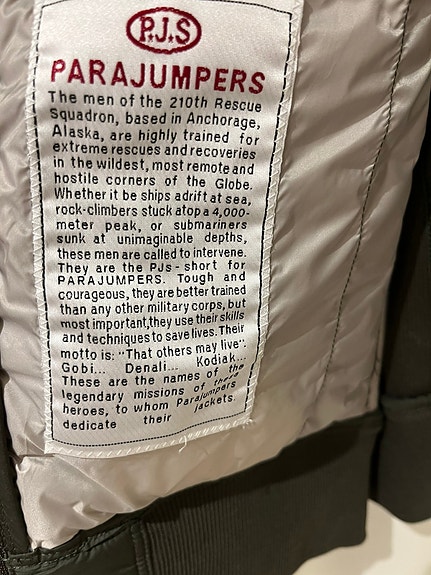 P.J.S
PARAJUMPERS
The men of the 210th Rescue
Squadron, based in Anchorage,
Alaska, are highly trained for
extreme rescues and recoveries
in the wildest, most remote and
hostile corners of the Globe.
Whether it be ships adrift at sea,
rock-climbers stuck atop a 4,000-
meter peak, or submariners
sunk at unimaginable depths,
these men are called to intervene.
They are the PJs - short for
PARAJUMPERS. Tough and
courageous, they are better trained
than any other military corps, but
most important,they use their skills
and techniques to save lives. Their
motto is: "That others may live".
Gobi... Denali... Kodiak...
These are the names of the
legendary missions of these
heroes, to whom Parajumpers
dedicate their jackets.